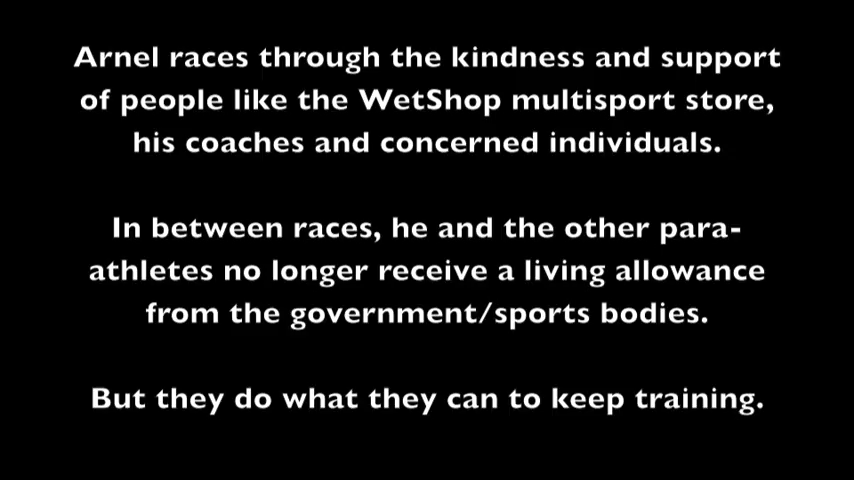 Arnel races through the kindness and support
of people like the WetShop multisport store,
his coaches and concerned individuals.
In between races, he and the other para-
athletes no longer receive a living allowance
from the government/sports bodies.
But they do what they can to keep training.